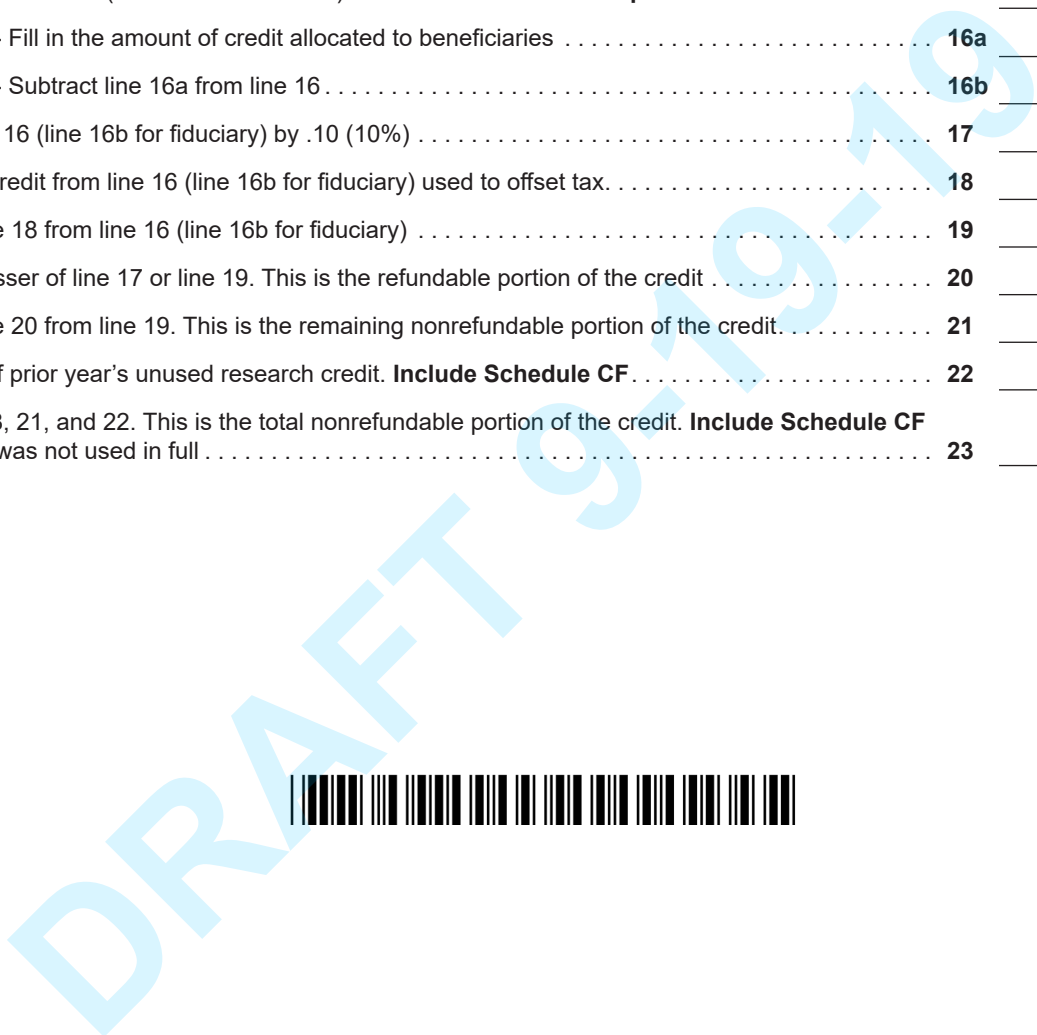 Fill in the amount of credit allocated to beneficiaries . . . . . . . . . . . . . . . . . . . . . . . . . . . . 16a
Subtract line 16a from line 16 . . . . . . . . . . . . . . . . . . . . . . . . . . . . . . . . . . . . . . . . . . . . . . 16b
16 (line 16b for fiduciary) by .10 (10%) . . . . . . . . . . . . . . . . . . . . . . . . . . . . . . . . . . . . . . . 17
redit from line 16 (line 16b for fiduciary) used to offset tax. . . . . . . . . . . . . . . . . . . . . . . . . 18
e 18 from line 16 (line 16b for fiduciary) . . . . . . . . . . . . . . . . . . . . . . . . . . . . . . . . . . . . . . . 19
sser of line 17 or line 19. This is the refundable portion of the credit . . . . . . . . . . . . . . . . . 20
e 20 from line 19. This is the remaining nonrefundable portion of the credit. . . . . . . . . . . . 21
f prior year’s unused research credit. Include Schedule CF . . . . . . . . . . . . . . . . . . . . . . . 22
, 21, and 22. This is the total nonrefundable portion of the credit. Include Schedule CF
was not used in full . . . . . . . . . . . . . . . . . . . . . . . . . . . . . . . . . . . . . . . . . . . . . . . . . . . . . . . 23
DRAFT 9-19-19